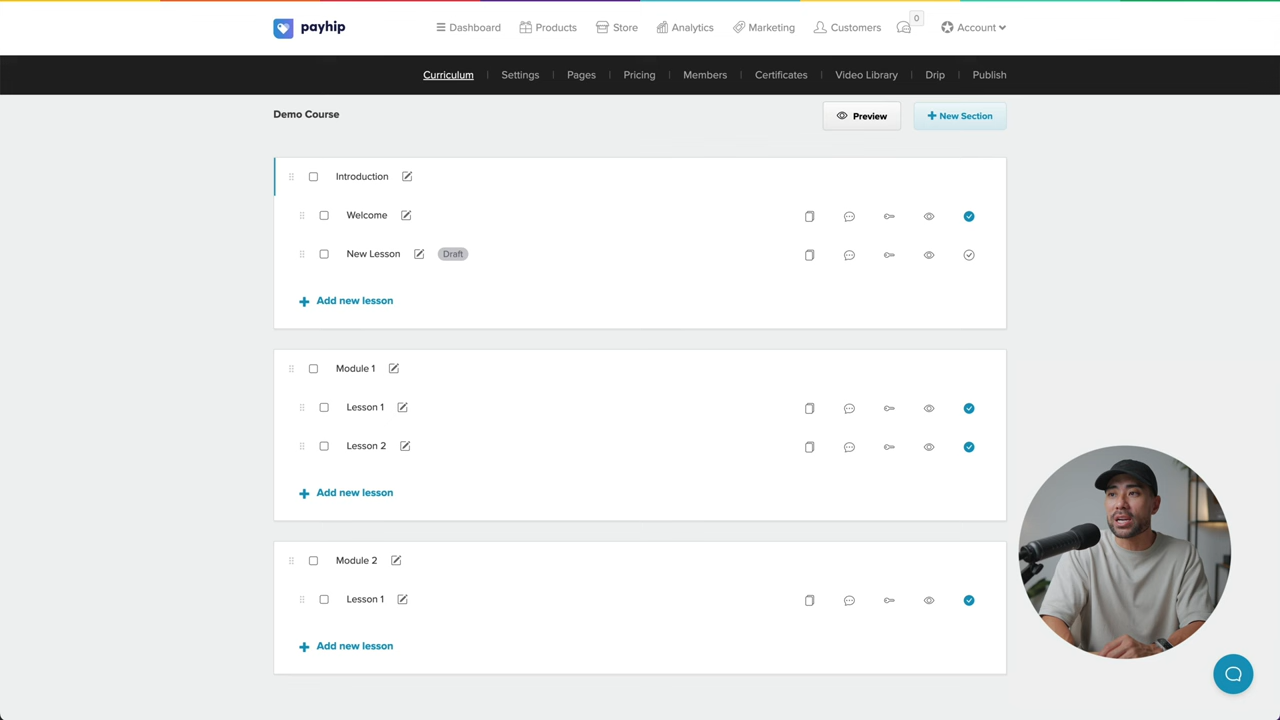 payhip
Dashboard Products Store Analytics Marketing Customers 0 Account
Curriculum Settings Pages Pricing Members Certificates Video Library Drip Publish
Demo Course
Preview
New Section
Introduction
Welcome
New Lesson Draft
Add new lesson
Module 1
Lesson 1
Lesson 2
Add new lesson
Module 2
Lesson 1
Add new lesson